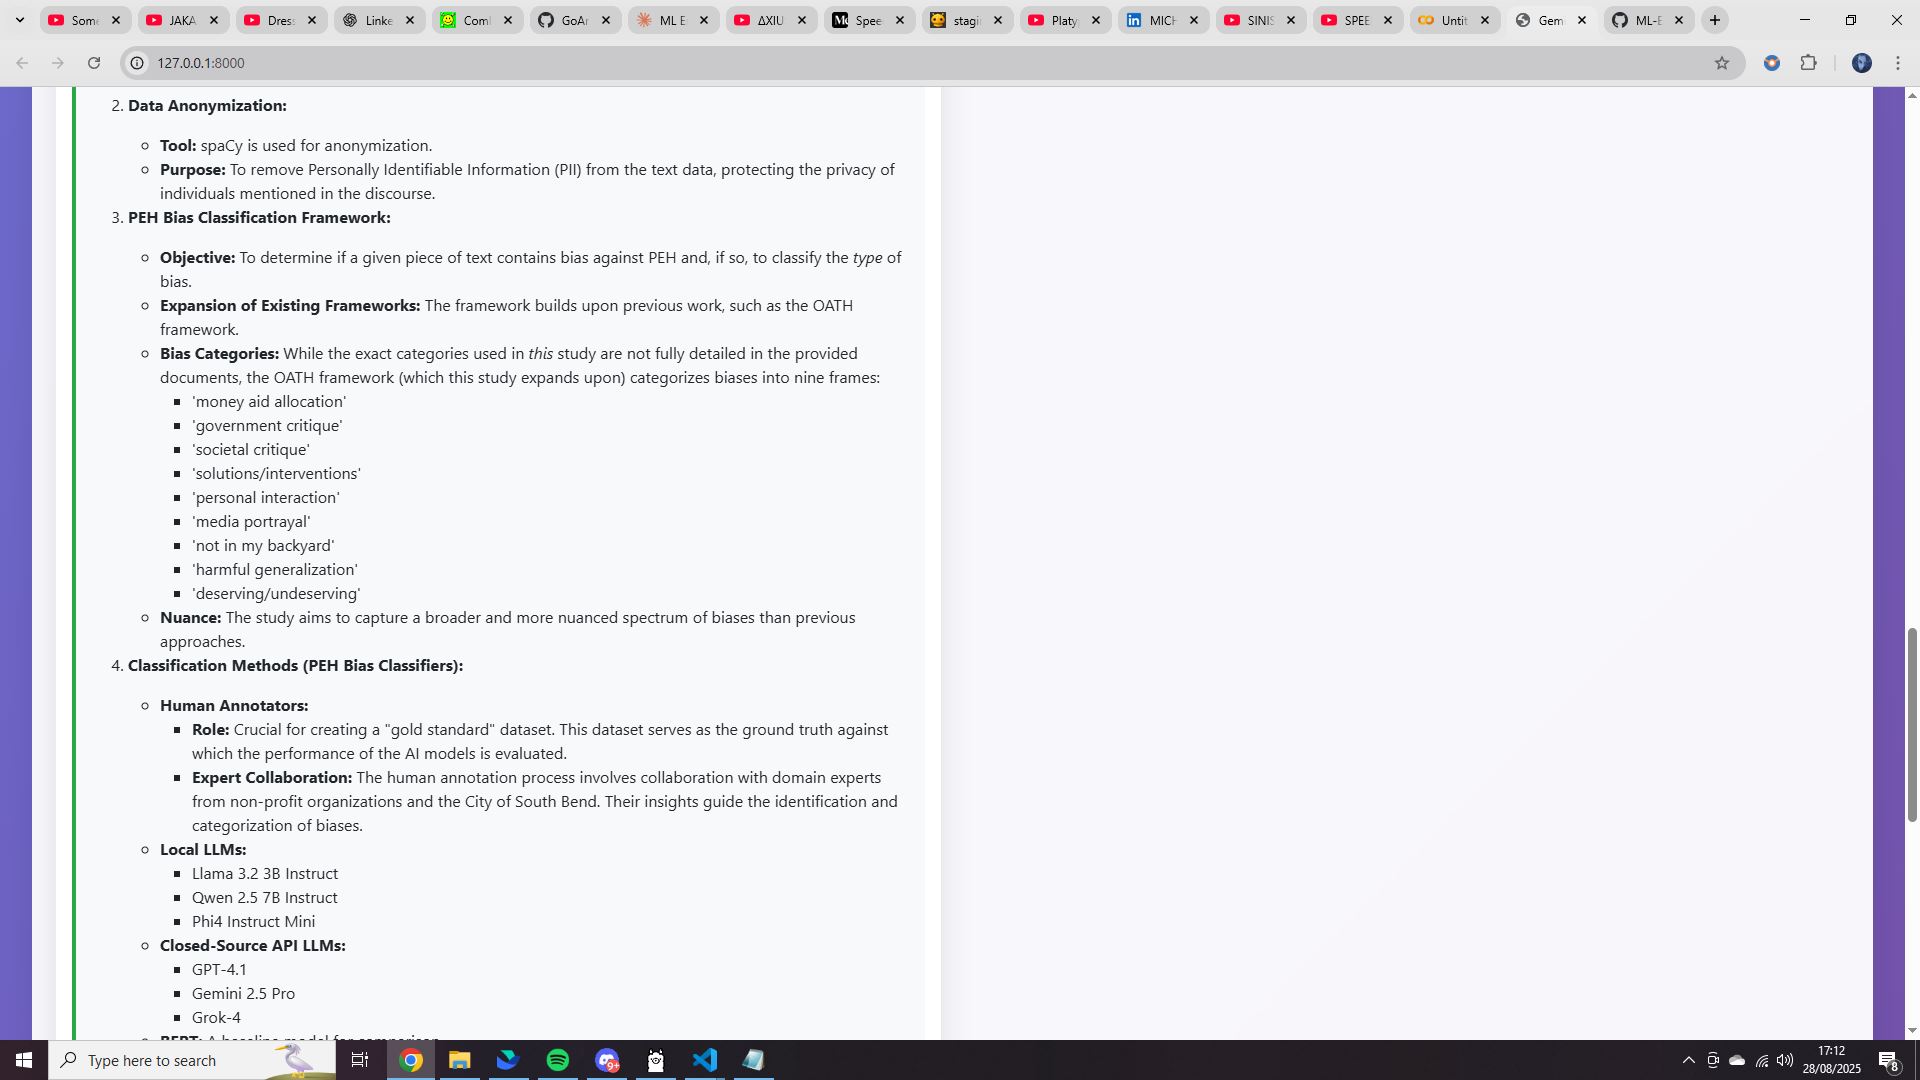 Some
JAKA
Dress
Linke
Coml
GoAr
ML E
ΔXIU
Spee
stagi
Platy
MICH
SINIS
SPEE
Untit
Gem
ML-E
127.0.0.1:8000
2. Data Anonymization:
Tool: spaCy is used for anonymization.
Purpose: To remove Personally Identifiable Information (PII) from the text data, protecting the privacy of
individuals mentioned in the discourse.
3. PEH Bias Classification Framework:
Objective: To determine if a given piece of text contains bias against PEH and, if so, to classify the type of
bias.
Expansion of Existing Frameworks: The framework builds upon previous work, such as the OATH
framework.
Bias Categories: While the exact categories used in this study are not fully detailed in the provided
documents, the OATH framework (which this study expands upon) categorizes biases into nine frames:
'money aid allocation'
'government critique'
'societal critique'
'solutions/interventions'
'personal interaction'
'media portrayal'
'not in my backyard'
'harmful generalization'
'deserving/undeserving'
Nuance: The study aims to capture a broader and more nuanced spectrum of biases than previous
approaches.
4. Classification Methods (PEH Bias Classifiers):
Human Annotators:
Role: Crucial for creating a "gold standard" dataset. This dataset serves as the ground truth against
which the performance of the AI models is evaluated.
Expert Collaboration: The human annotation process involves collaboration with domain experts
from non-profit organizations and the City of South Bend. Their insights guide the identification and
categorization of biases.
Local LLMs:
Llama 3.2 3B Instruct
Qwen 2.5 7B Instruct
Phi4 Instruct Mini
Closed-Source API LLMs:
GPT-4.1
Gemini 2.5 Pro
Grok-4
BERT: A baseline model for comparison.
Type here to search
9+
17:12
28/08/2025
8